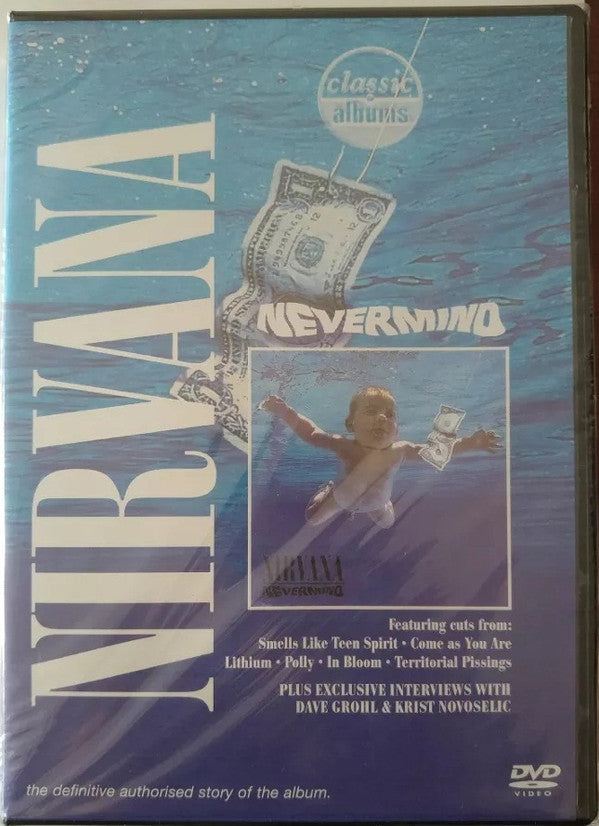 classic
albums
NIRVANA
NEVERMIND
NIRVANA
NEVERMIND
Featuring cuts from:
Smells Like Teen Spirit • Come as You Are
Lithium • Polly • In Bloom • Territorial Pissings
PLUS EXCLUSIVE INTERVIEWS WITH
DAVE GROHL & KRIST NOVOSELIC
the definitive authorised story of the album.
DVD
VIDEO